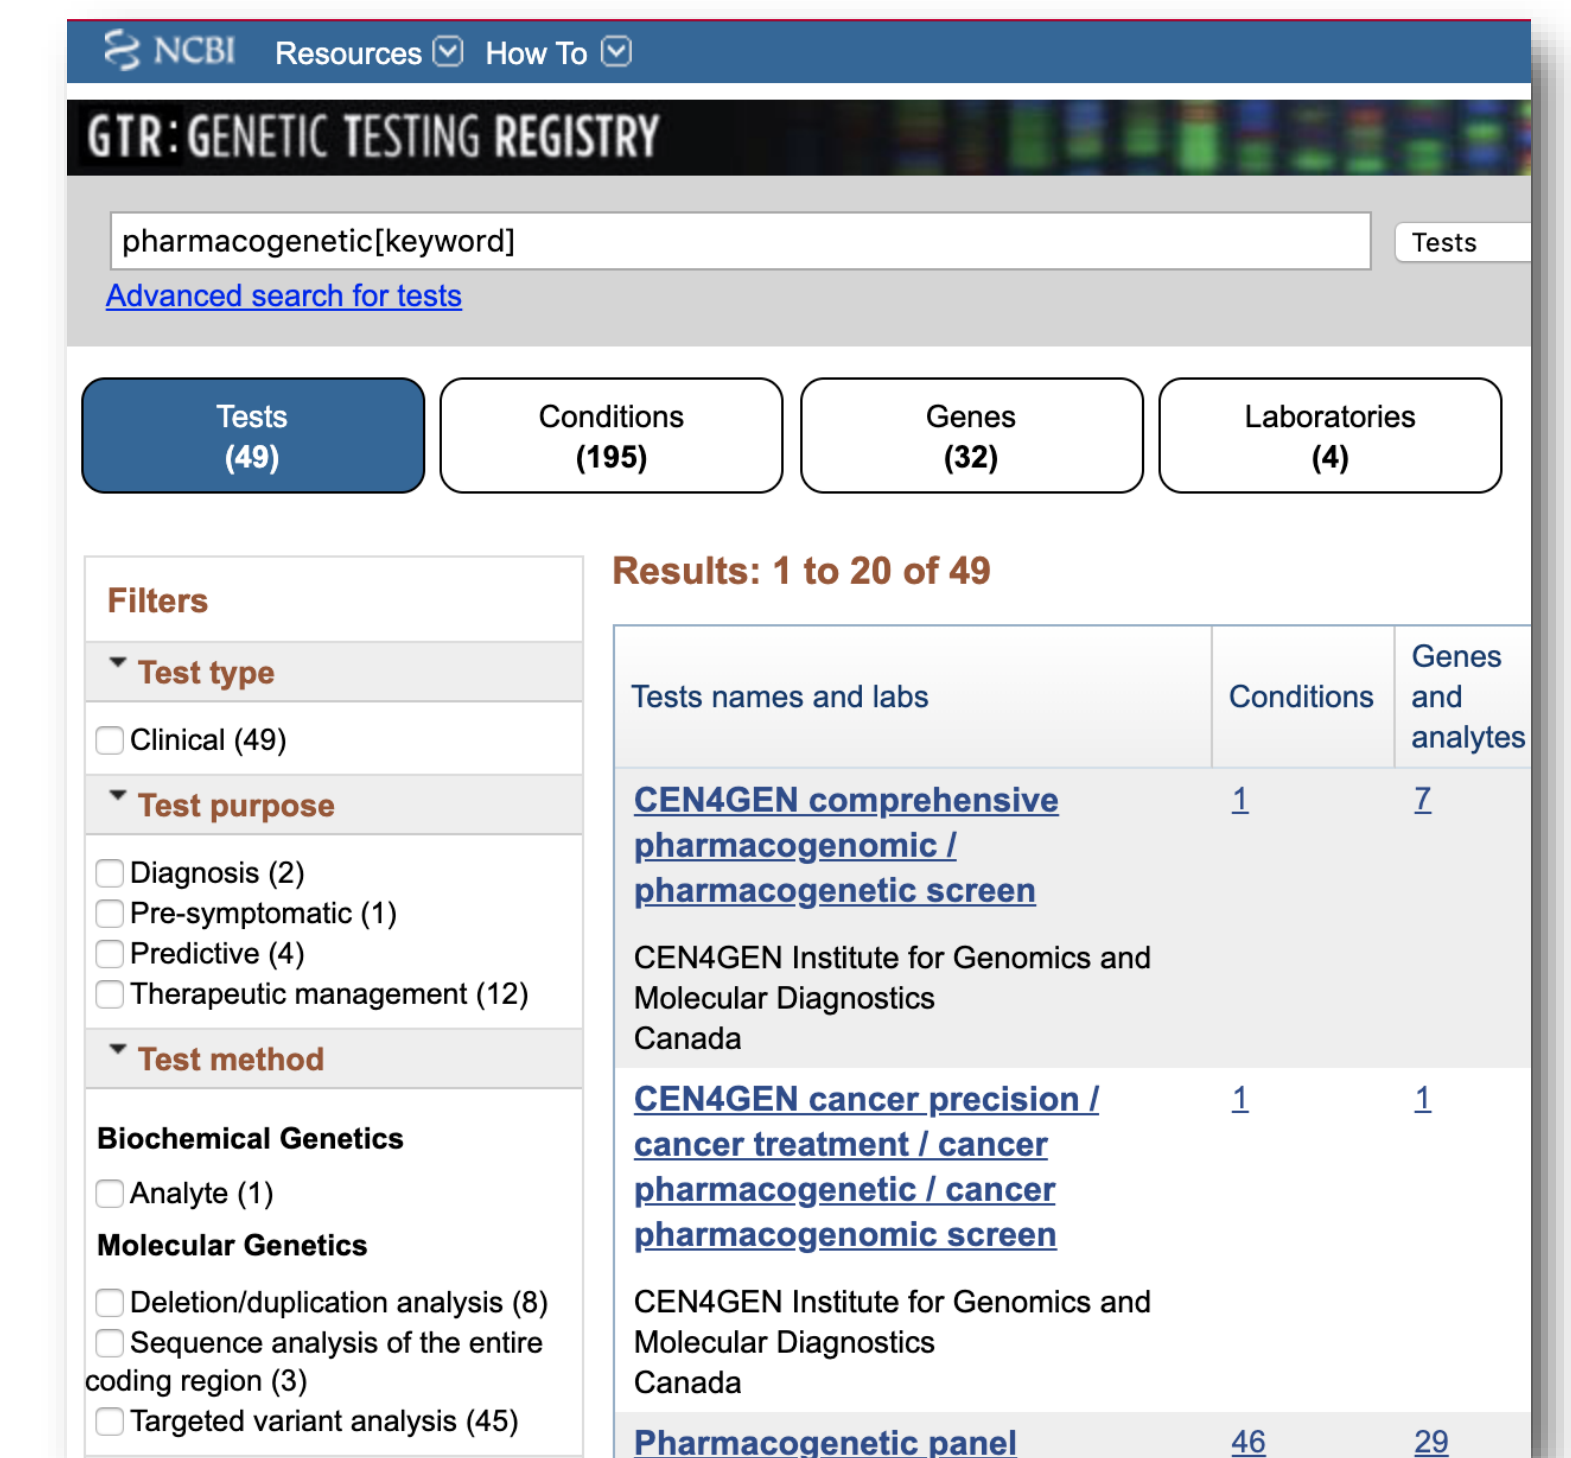 NCBI Resources How To
GTR: GENETIC TESTING REGISTRY
pharmacogenetic[keyword]
Tests
Advanced search for tests
Tests
(49)
Conditions
(195)
Genes
(32)
Laboratories
(4)
Filters
Test type
Clinical (49)
Test purpose
Diagnosis (2)
Pre-symptomatic (1)
Predictive (4)
Therapeutic management (12)
Test method
Biochemical Genetics
Analyte (1)
Molecular Genetics
Deletion/duplication analysis (8)
Sequence analysis of the entire
coding region (3)
Targeted variant analysis (45)
Results: 1 to 20 of 49
Tests names and labs
Conditions
Genes
and
analytes
CEN4GEN comprehensive
pharmacogenomic /
pharmacogenetic screen
1
7
CEN4GEN Institute for Genomics and
Molecular Diagnostics
Canada
CEN4GEN cancer precision /
cancer treatment / cancer
pharmacogenetic / cancer
pharmacogenomic screen
1
1
CEN4GEN Institute for Genomics and
Molecular Diagnostics
Canada
Pharmacogenetic panel
46
29